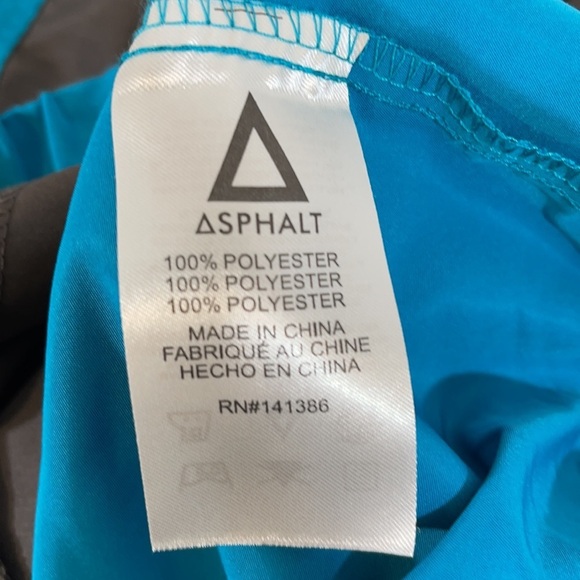 ASPHALT
100% POLYESTER
100% POLYESTER
100% POLYESTER
MADE IN CHINA
FABRIQUÉ AU CHINE
HECHO EN CHINA
RN#141386